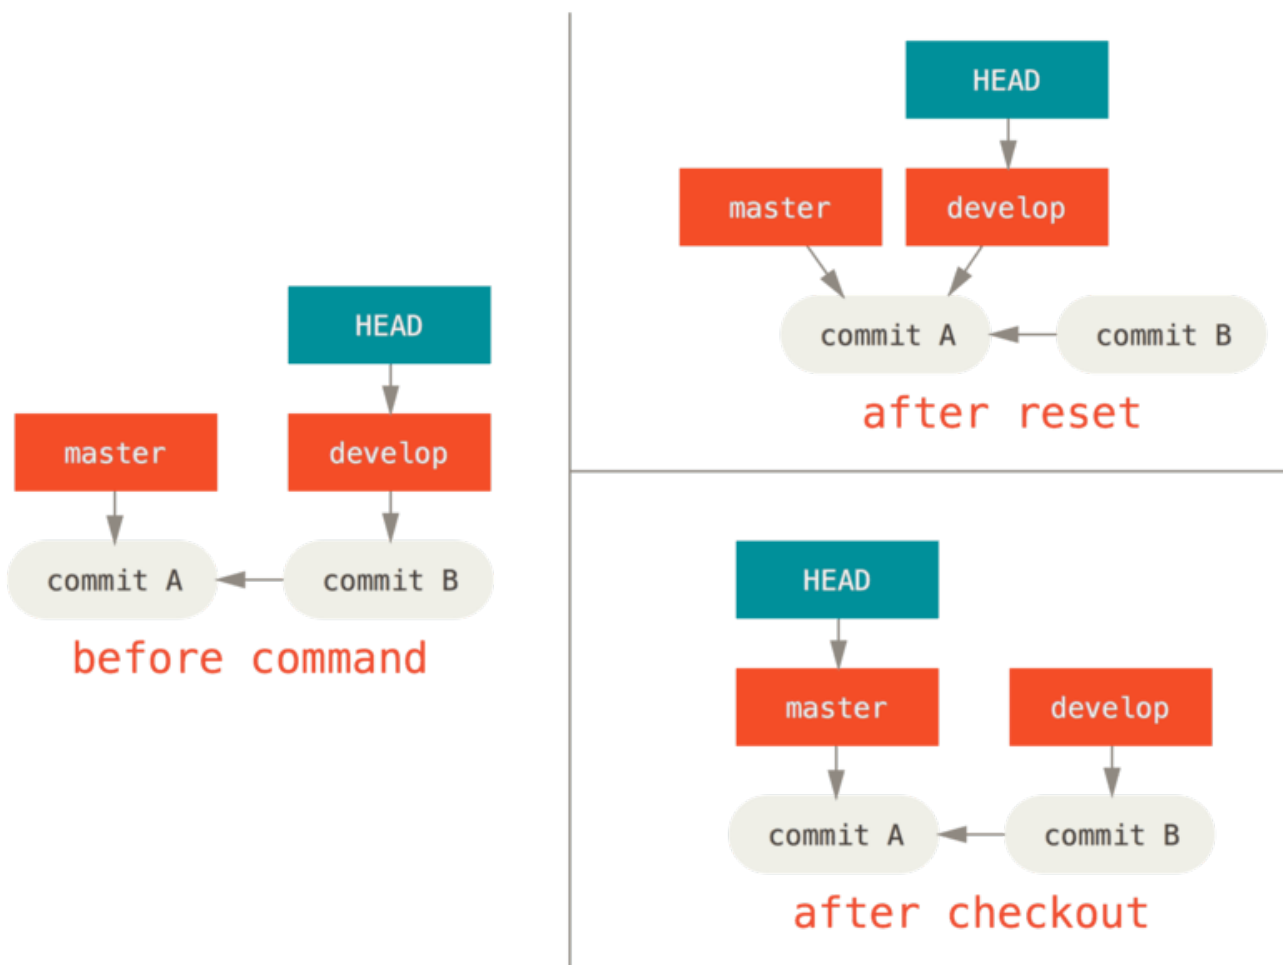 HEAD
master
develop
commit A
commit B
before command
HEAD
master
develop
commit A
commit B
after reset
HEAD
master
develop
commit A
commit B
after checkout